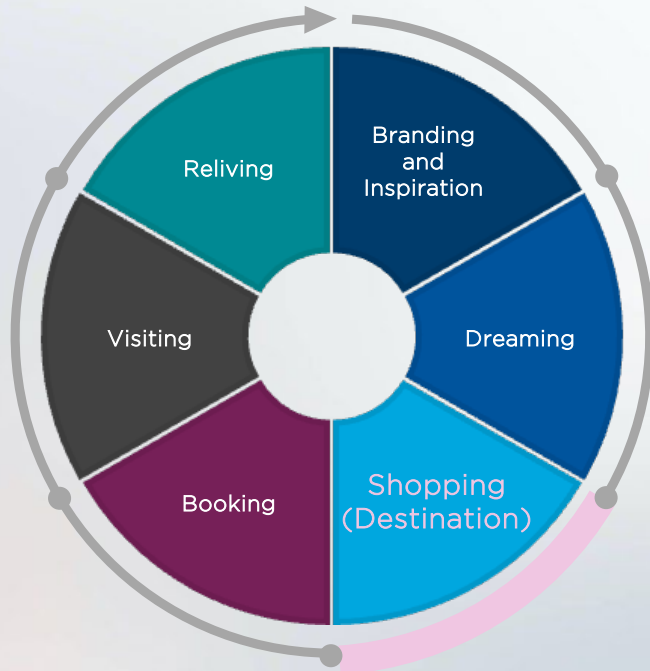 Branding
and
Inspiration
Dreaming
Shopping
(Destination)
Booking
Visiting
Reliving